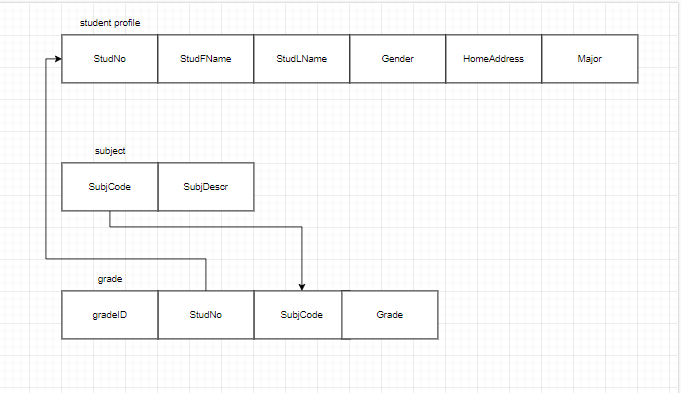 student profile
StudNo StudFName StudLName Gender HomeAddress Major
subject
SubjCode SubjDescr
grade
gradeID StudNo SubjCode Grade